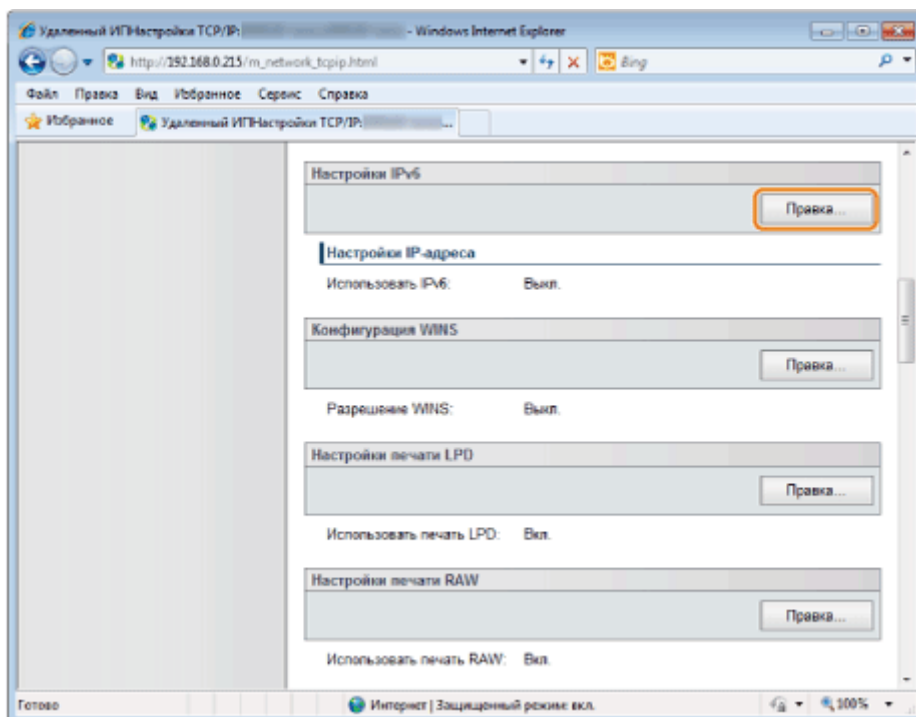 Удаленный ИПНастройки TCP/IP: - Windows Internet Explorer
http://192.168.0.215/m_network_tcpip.html
Bing
Файл Правка Вид Избранное Сервис Справка
Избранное Удаленный ИПНастройки TCP/IP: ...
Настройки IPv6
Правка...
Настройки IP-адреса
Использовать IPv6: Выкл.
Конфигурация WINS
Правка...
Разрешение WINS: Выкл.
Настройки печати LPD
Правка...
Использовать печать LPD: Вкл.
Настройки печати RAW
Правка...
Использовать печать RAW: Вкл.
Готово Интернет | Защищенный режим: вкл. 100%